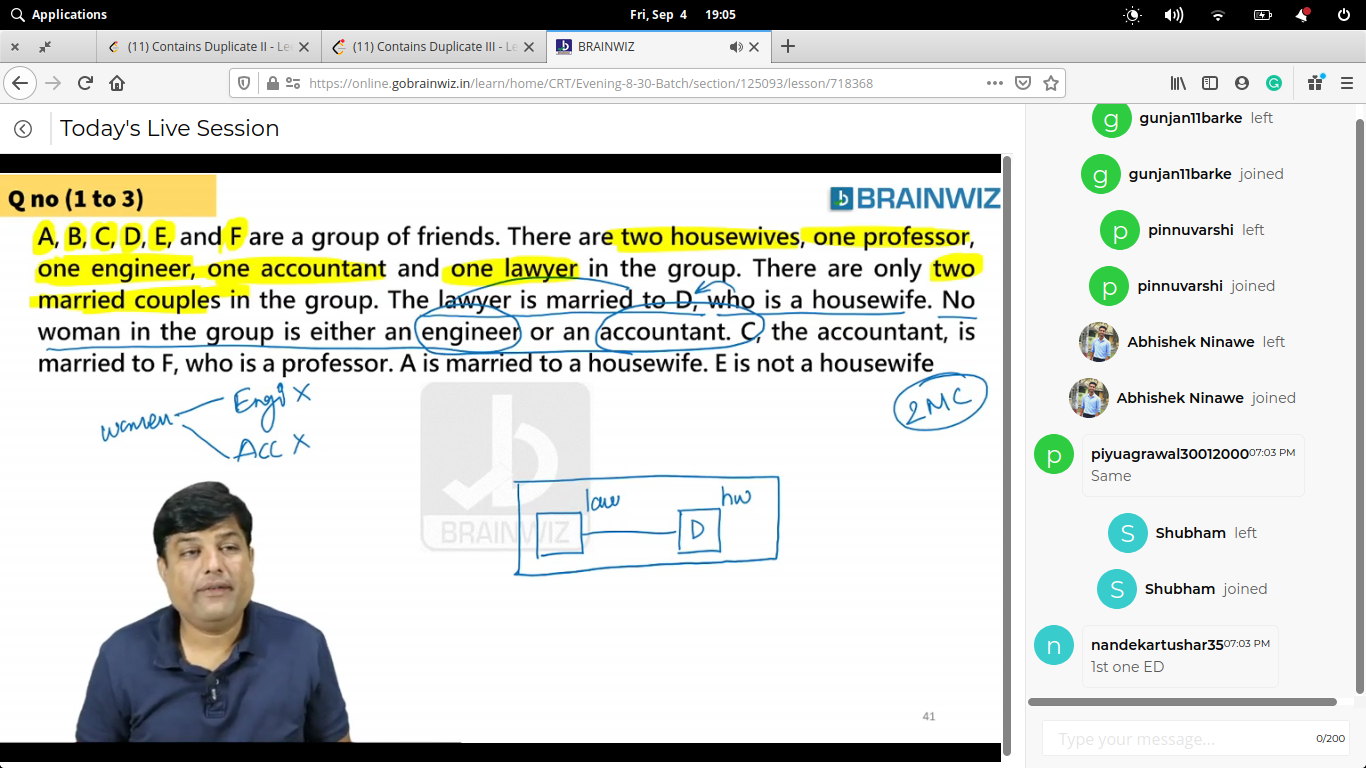 Applications
Fri, Sep 4 19:05
(11) Contains Duplicate II - Le
(11) Contains Duplicate III - Le
BRAINWIZ
https://online.gobrainwiz.in/learn/home/CRT/Evening-8-30-Batch/section/125093/lesson/718368
Today's Live Session
Q no (1 to 3)
BRAINWIZ
A, B, C, D, E, and F are a group of friends. There are two housewives, one professor,
one engineer, one accountant and one lawyer in the group. There are only two
married couples in the group. The lawyer is married to D, who is a housewife. No
woman in the group is either an engineer or an accountant. C, the accountant, is
married to F, who is a professor. A is married to a housewife. E is not a housewife
women
Engi X
ACC X
2MC
BRAINWIZ
law
hw
D
41
g gunjan11barke left
g gunjan11barke joined
p pinnuvarshi left
p pinnuvarshi joined
Abhishek Ninawe left
Abhishek Ninawe joined
p piyuagrawal30012000 07:03 PM
Same
S Shubham left
S Shubham joined
n nandekartushar35 07:03 PM
1st one ED
Type your message...
0/200